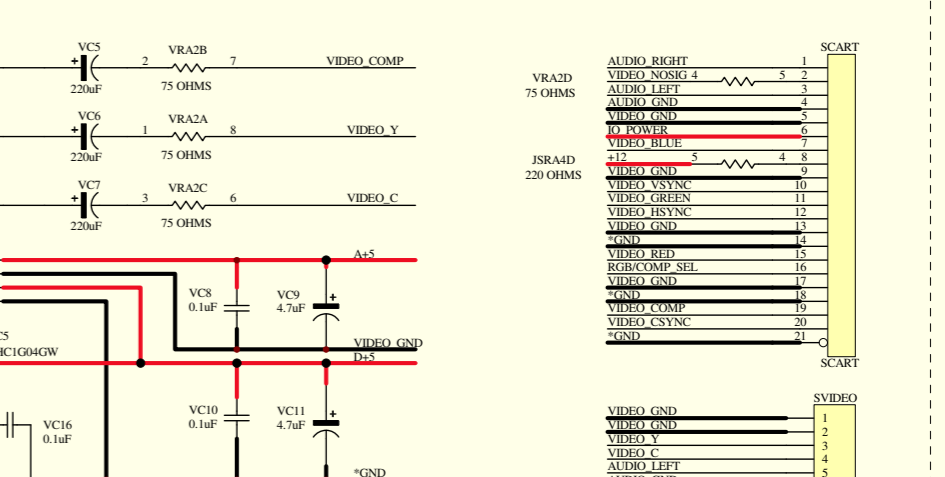 VC5
2
VRA2B
7
VIDEO_COMP
220uF
75 OHMS
VC6
1
VRA2A
8
VIDEO_Y
220uF
75 OHMS
VC7
3
VRA2C
6
VIDEO_C
220uF
75 OHMS
A+5
VC8
0.1uF
VC9
4.7uF
VIDEO_GND
D+5
HC1G04GW
VC10
0.1uF
VC11
4.7uF
VC16
0.1uF
*GND
SCART
VRA2D
75 OHMS
JSRA4D
220 OHMS
AUDIO_RIGHT 1
VIDEO_NOSIG 4 5 2
AUDIO_LEFT 3
AUDIO_GND 4
VIDEO_GND 5
IO_POWER 6
VIDEO_BLUE 7
+12 5 4 8
VIDEO_GND 9
VIDEO_VSYNC 10
VIDEO_GREEN 11
VIDEO_HSYNC 12
VIDEO_GND 13
*GND 14
VIDEO_RED 15
RGB/COMP_SEL 16
VIDEO_GND 17
*GND 18
VIDEO_COMP 19
VIDEO_CSYNC 20
*GND 21
SCART
SVIDEO
VIDEO_GND 1
VIDEO_GND 2
VIDEO_Y 3
VIDEO_C 4
AUDIO_LEFT 5